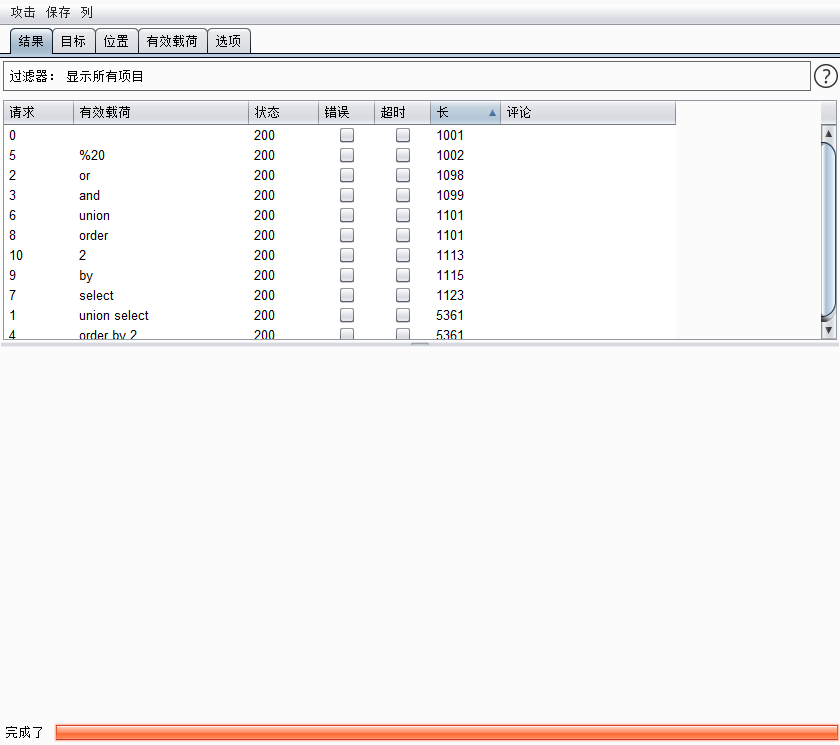 攻击 保存 列
结果 目标 位置 有效载荷 选项
过滤器： 显示所有项目 ?
请求 有效载荷 状态 错误 超时 长 评论
0 200 1001
5 %20 200 1002
2 or 200 1098
3 and 200 1099
6 union 200 1101
8 order 200 1101
10 2 200 1113
9 by 200 1115
7 select 200 1123
1 union select 200 5361
4 order by 2 200 5361
完成了